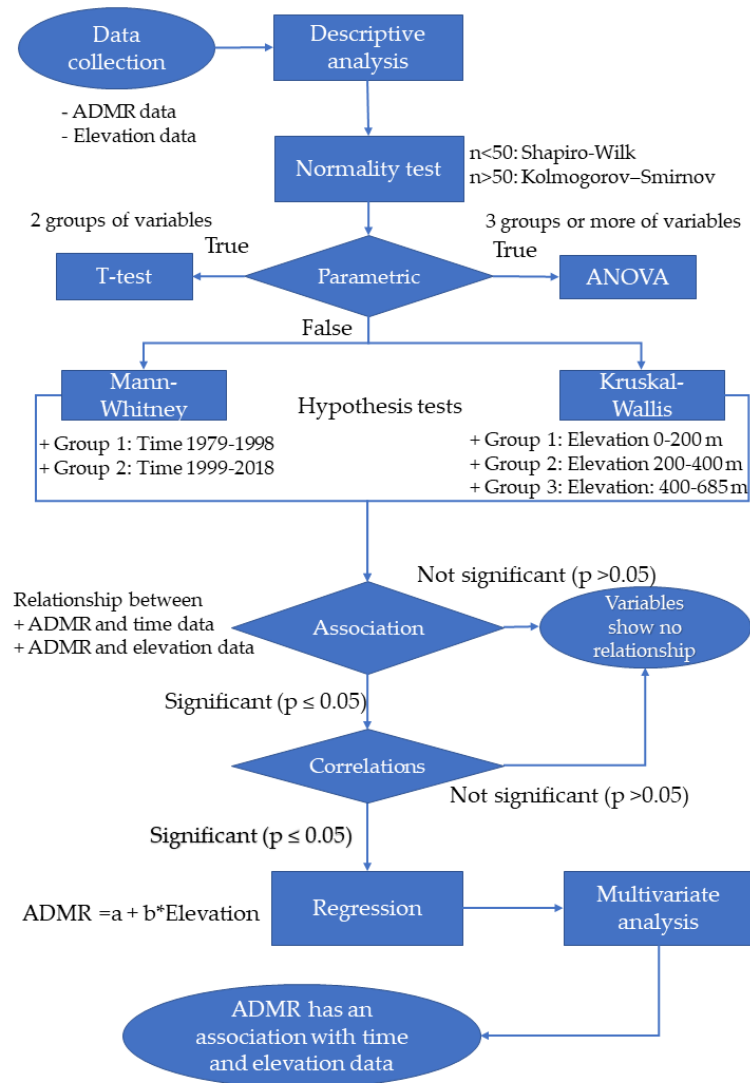 Data
collection
Descriptive
analysis
- ADMR data
- Elevation data
Normality test
n<50: Shapiro-Wilk
n>50: Kolmogorov–Smirnov
2 groups of variables
True
3 groups or more of variables
True
T-test
Parametric
ANOVA
False
Mann-
Whitney
Hypothesis tests
Kruskal-
Wallis
+ Group 1: Time 1979-1998
+ Group 2: Time 1999-2018
+ Group 1: Elevation 0-200 m
+ Group 2: Elevation 200-400 m
+ Group 3: Elevation: 400-685 m
Relationship between
+ ADMR and time data
+ ADMR and elevation data
Association
Not significant (p >0.05)
Variables
show no
relationship
Significant (p ≤ 0.05)
Correlations
Not significant (p >0.05)
Significant (p ≤ 0.05)
ADMR =a + b*Elevation
Regression
Multivariate
analysis
ADMR has an
association with time
and elevation data